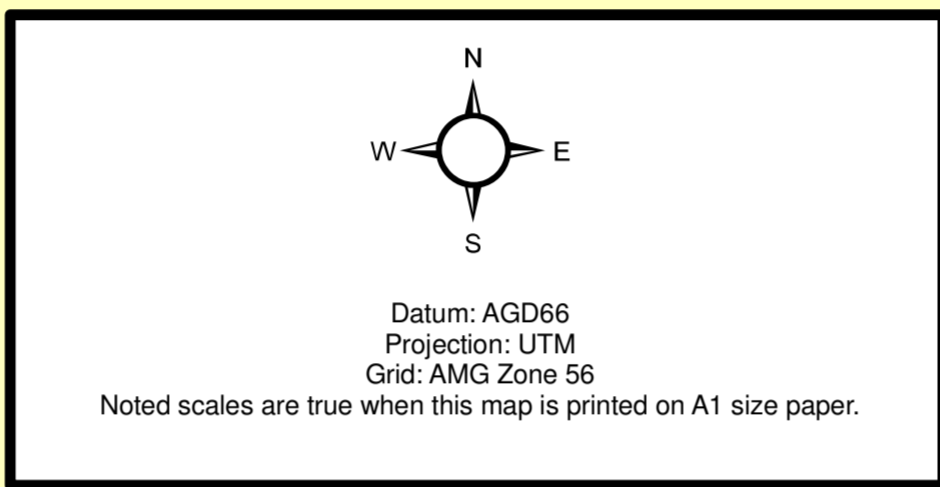 N
W E
S
Datum: AGD66
Projection: UTM
Grid: AMG Zone 56
Noted scales are true when this map is printed on A1 size paper.